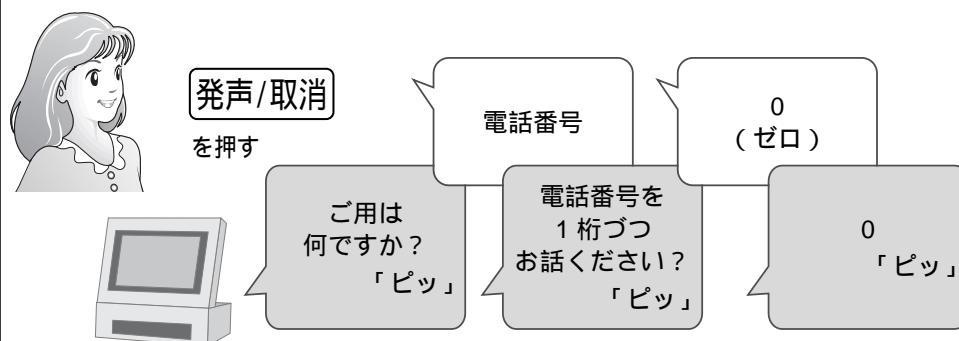 発声/取消
を押す
ご用は
何ですか？
「ピッ」
電話番号
電話番号を
1桁づつ
お話ください？
「ピッ」
0
(ゼロ)
0
「ピッ」